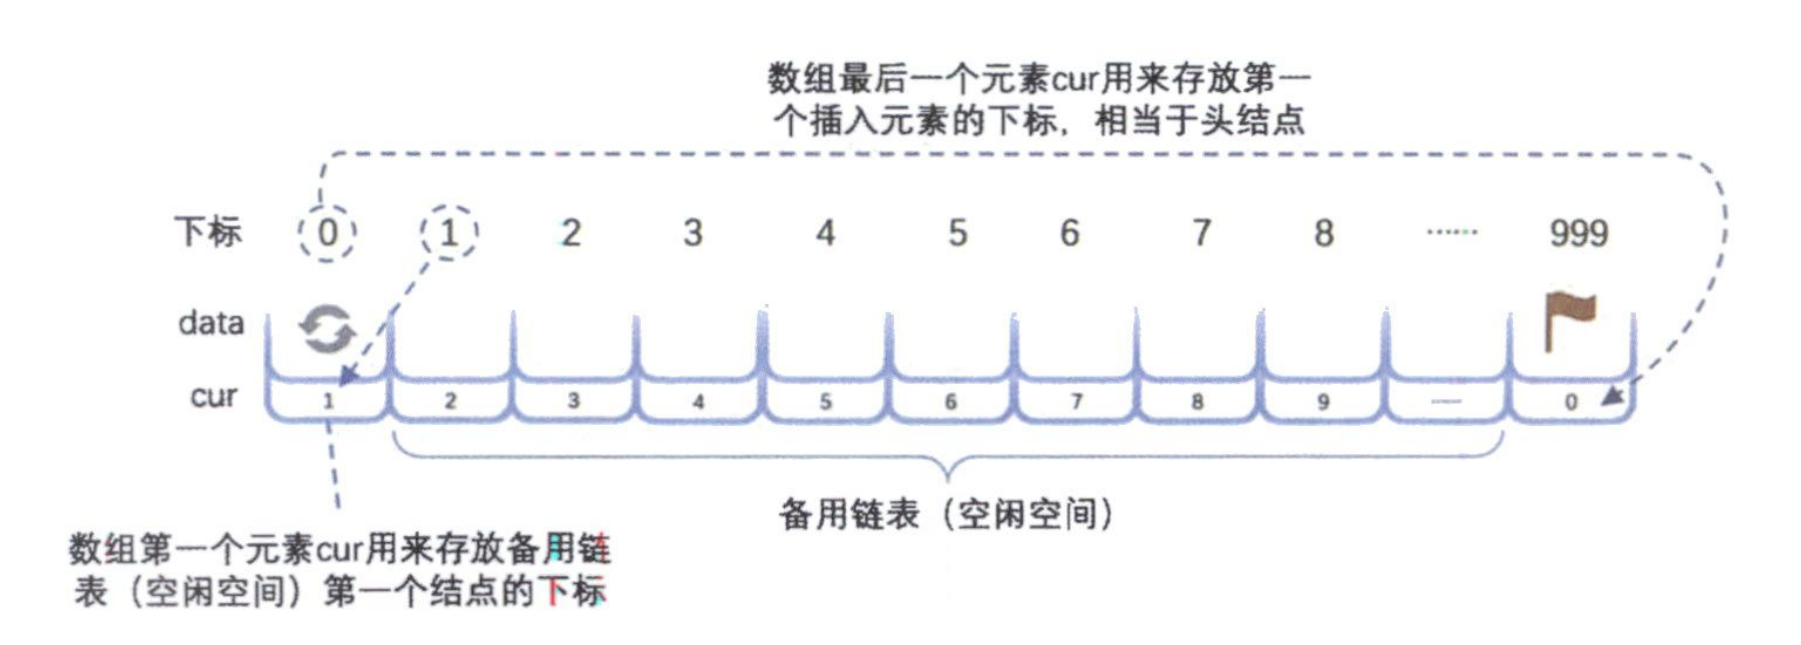 数组最后一个元素cur用来存放第一
个插入元素的下标，相当于头结点
下标 0 1 2 3 4 5 6 7 8 ...... 999
data
cur 1 2 3 4 5 6 7 8 9 — 0
备用链表（空闲空间）
数组第一个元素cur用来存放备用链
表（空闲空间）第一个结点的下标